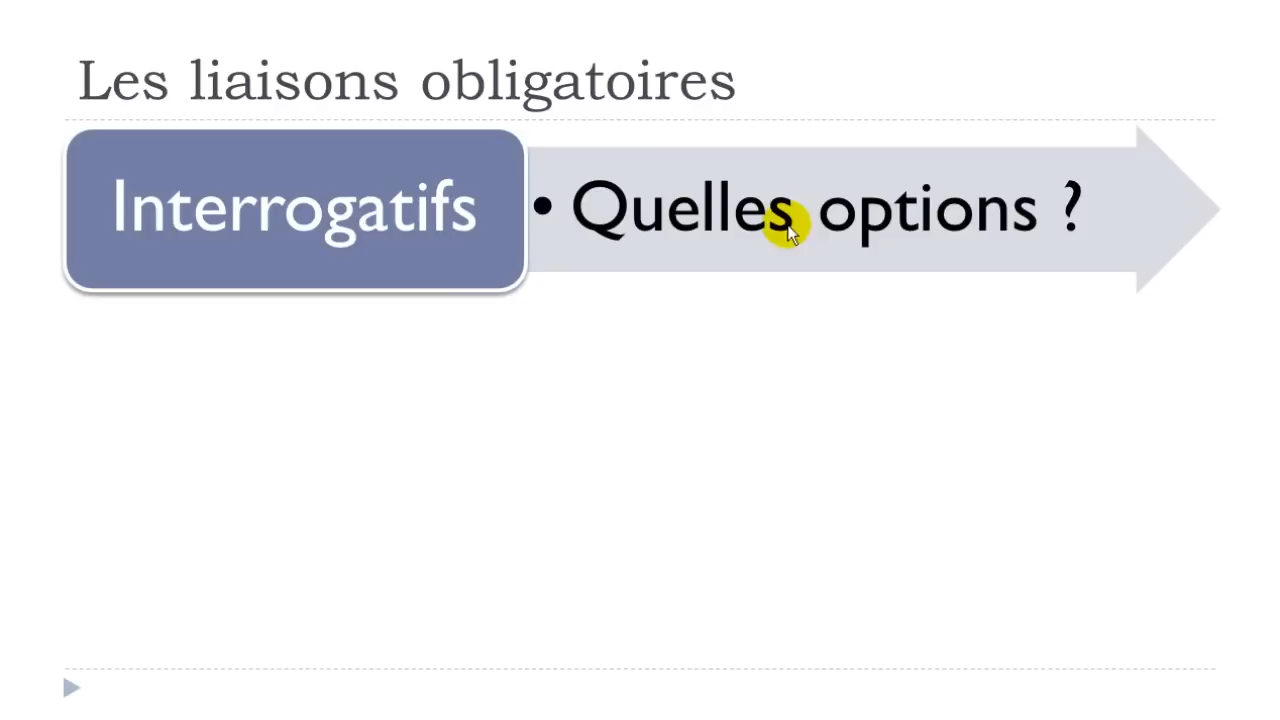 Les liaisons obligatoires
Interrogatifs
• Quelles options ?